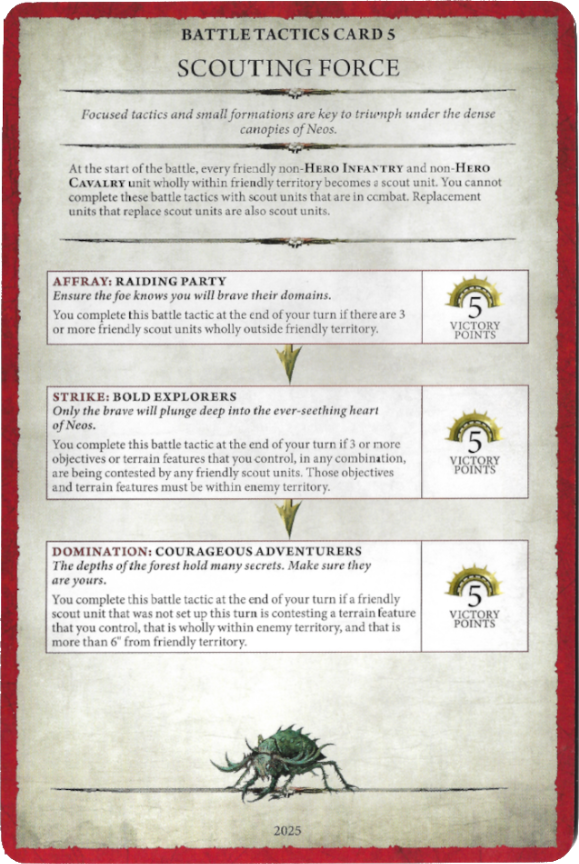 BATTLE TACTICS CARD 5
SCOUTING FORCE
Focused tactics and small formations are key to triumph under the dense
canopies of Neos.
At the start of the battle, every friendly non-HERO INFANTRY and non-HERO
CAVALRY unit wholly within friendly territory becomes a scout unit. You cannot
complete these battle tactics with scout units that are in combat. Replacement
units that replace scout units are also scout units.
AFFRAY: RAIDING PARTY
Ensure the foe knows you will brave their domains.
You complete this battle tactic at the end of your turn if there are 3
or more friendly scout units wholly outside friendly territory.
5
VICTORY
POINTS
STRIKE: BOLD EXPLORERS
Only the brave will plunge deep into the ever-seething heart
of Neos.
You complete this battle tactic at the end of your turn if 3 or more
objectives or terrain features that you control, in any combination,
are being contested by any friendly scout units. Those objectives
and terrain features must be within enemy territory.
5
VICTORY
POINTS
DOMINATION: COURAGEOUS ADVENTURERS
The depths of the forest hold many secrets. Make sure they
are yours.
You complete this battle tactic at the end of your turn if a friendly
scout unit that was not set up this turn is contesting a terrain feature
that you control, that is wholly within enemy territory, and that is
more than 6" from friendly territory.
5
VICTORY
POINTS
2025